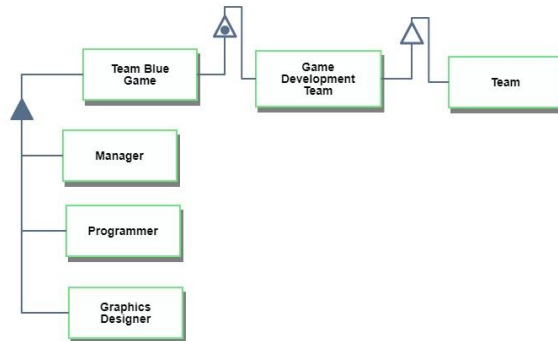 Team Blue
Game
Game
Development
Team
Team
Manager
Programmer
Graphics
Designer